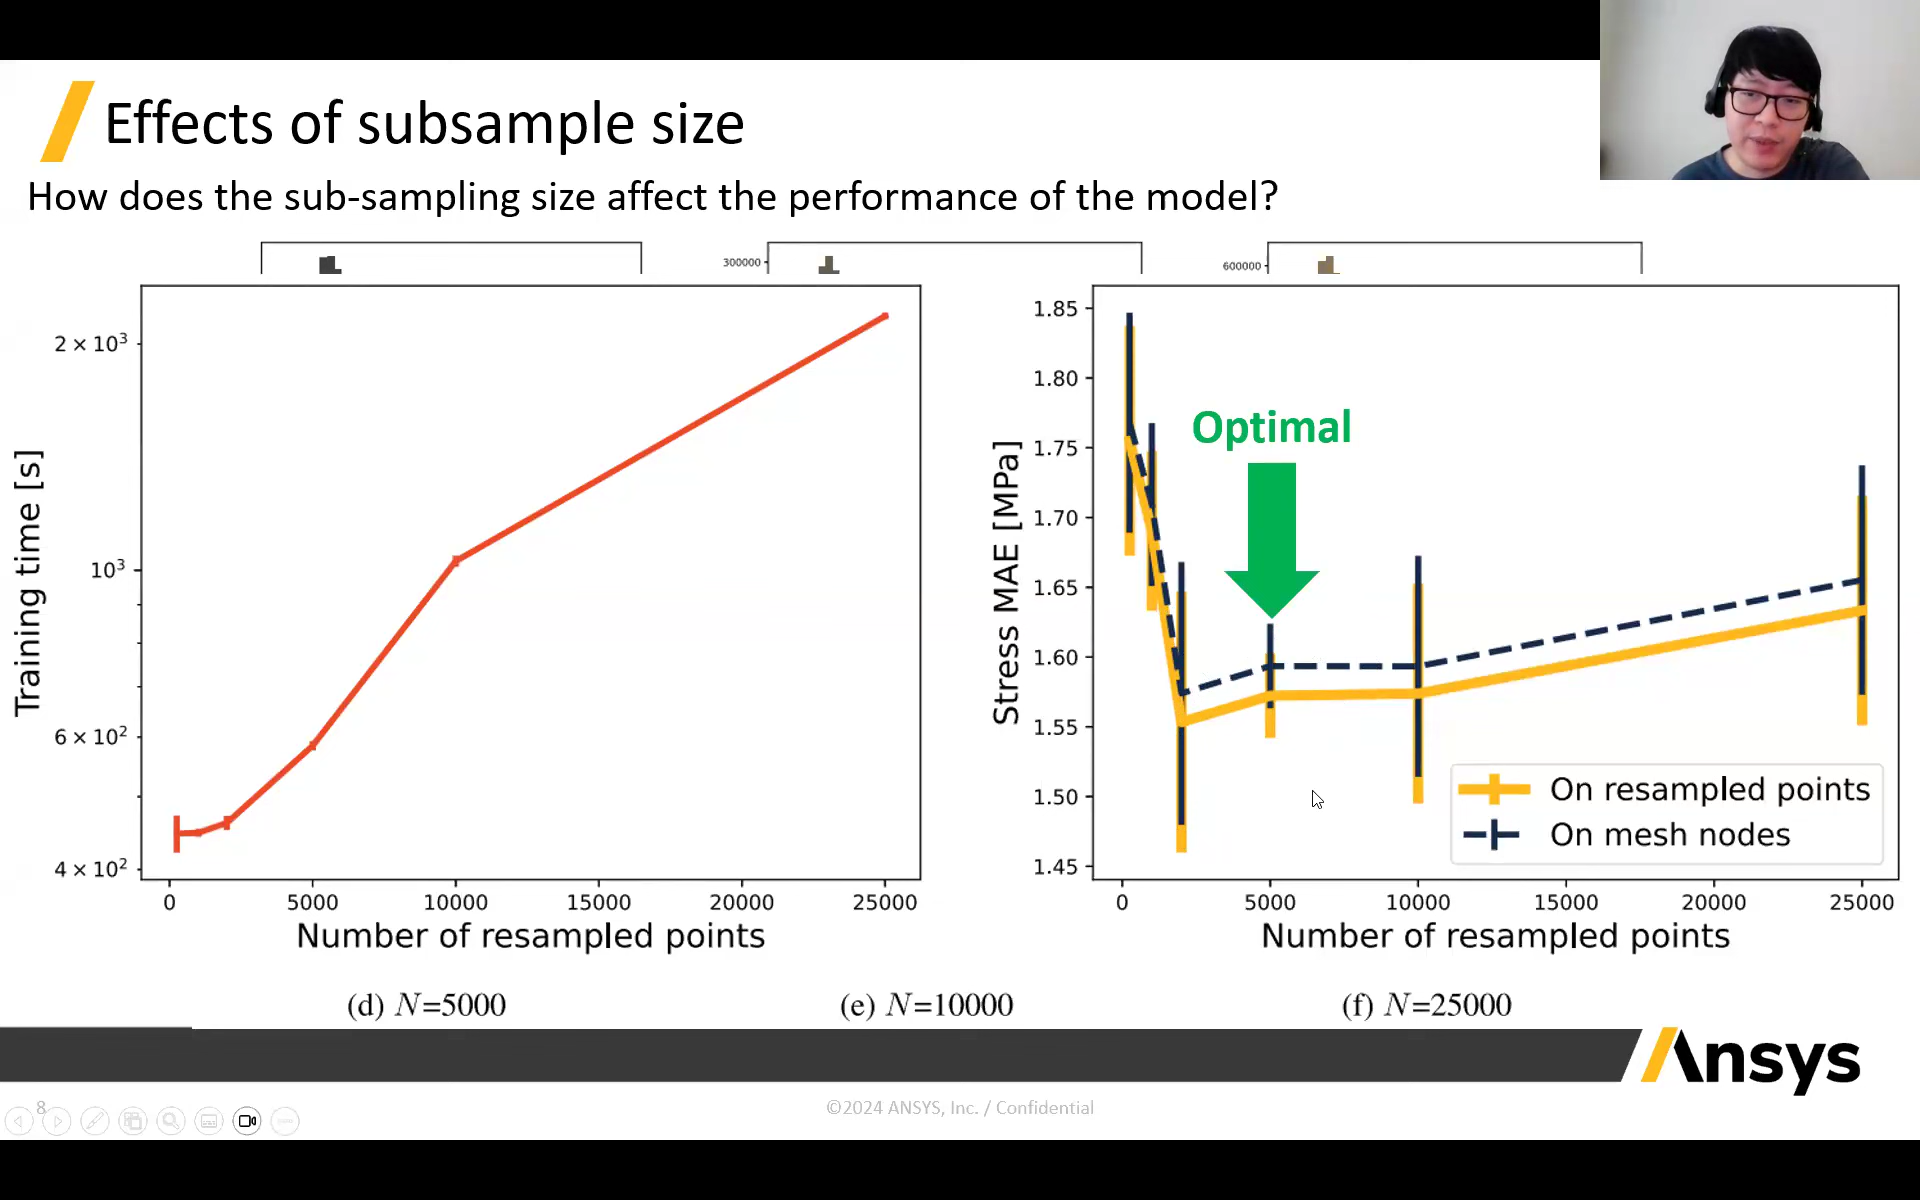 Effects of subsample size
How does the sub-sampling size affect the performance of the model?
300000
600000
Training time [s]
2 × 10³
10³
6 × 10²
4 × 10²
0 5000 10000 15000 20000 25000
Number of resampled points
Stress MAE [MPa]
1.85
1.80
1.75
1.70
1.65
1.60
1.55
1.50
1.45
Optimal
On resampled points
On mesh nodes
0 5000 10000 15000 20000 25000
Number of resampled points
(d) N=5000
(e) N=10000
(f) N=25000
Ansys
8
©2024 ANSYS, Inc. / Confidential